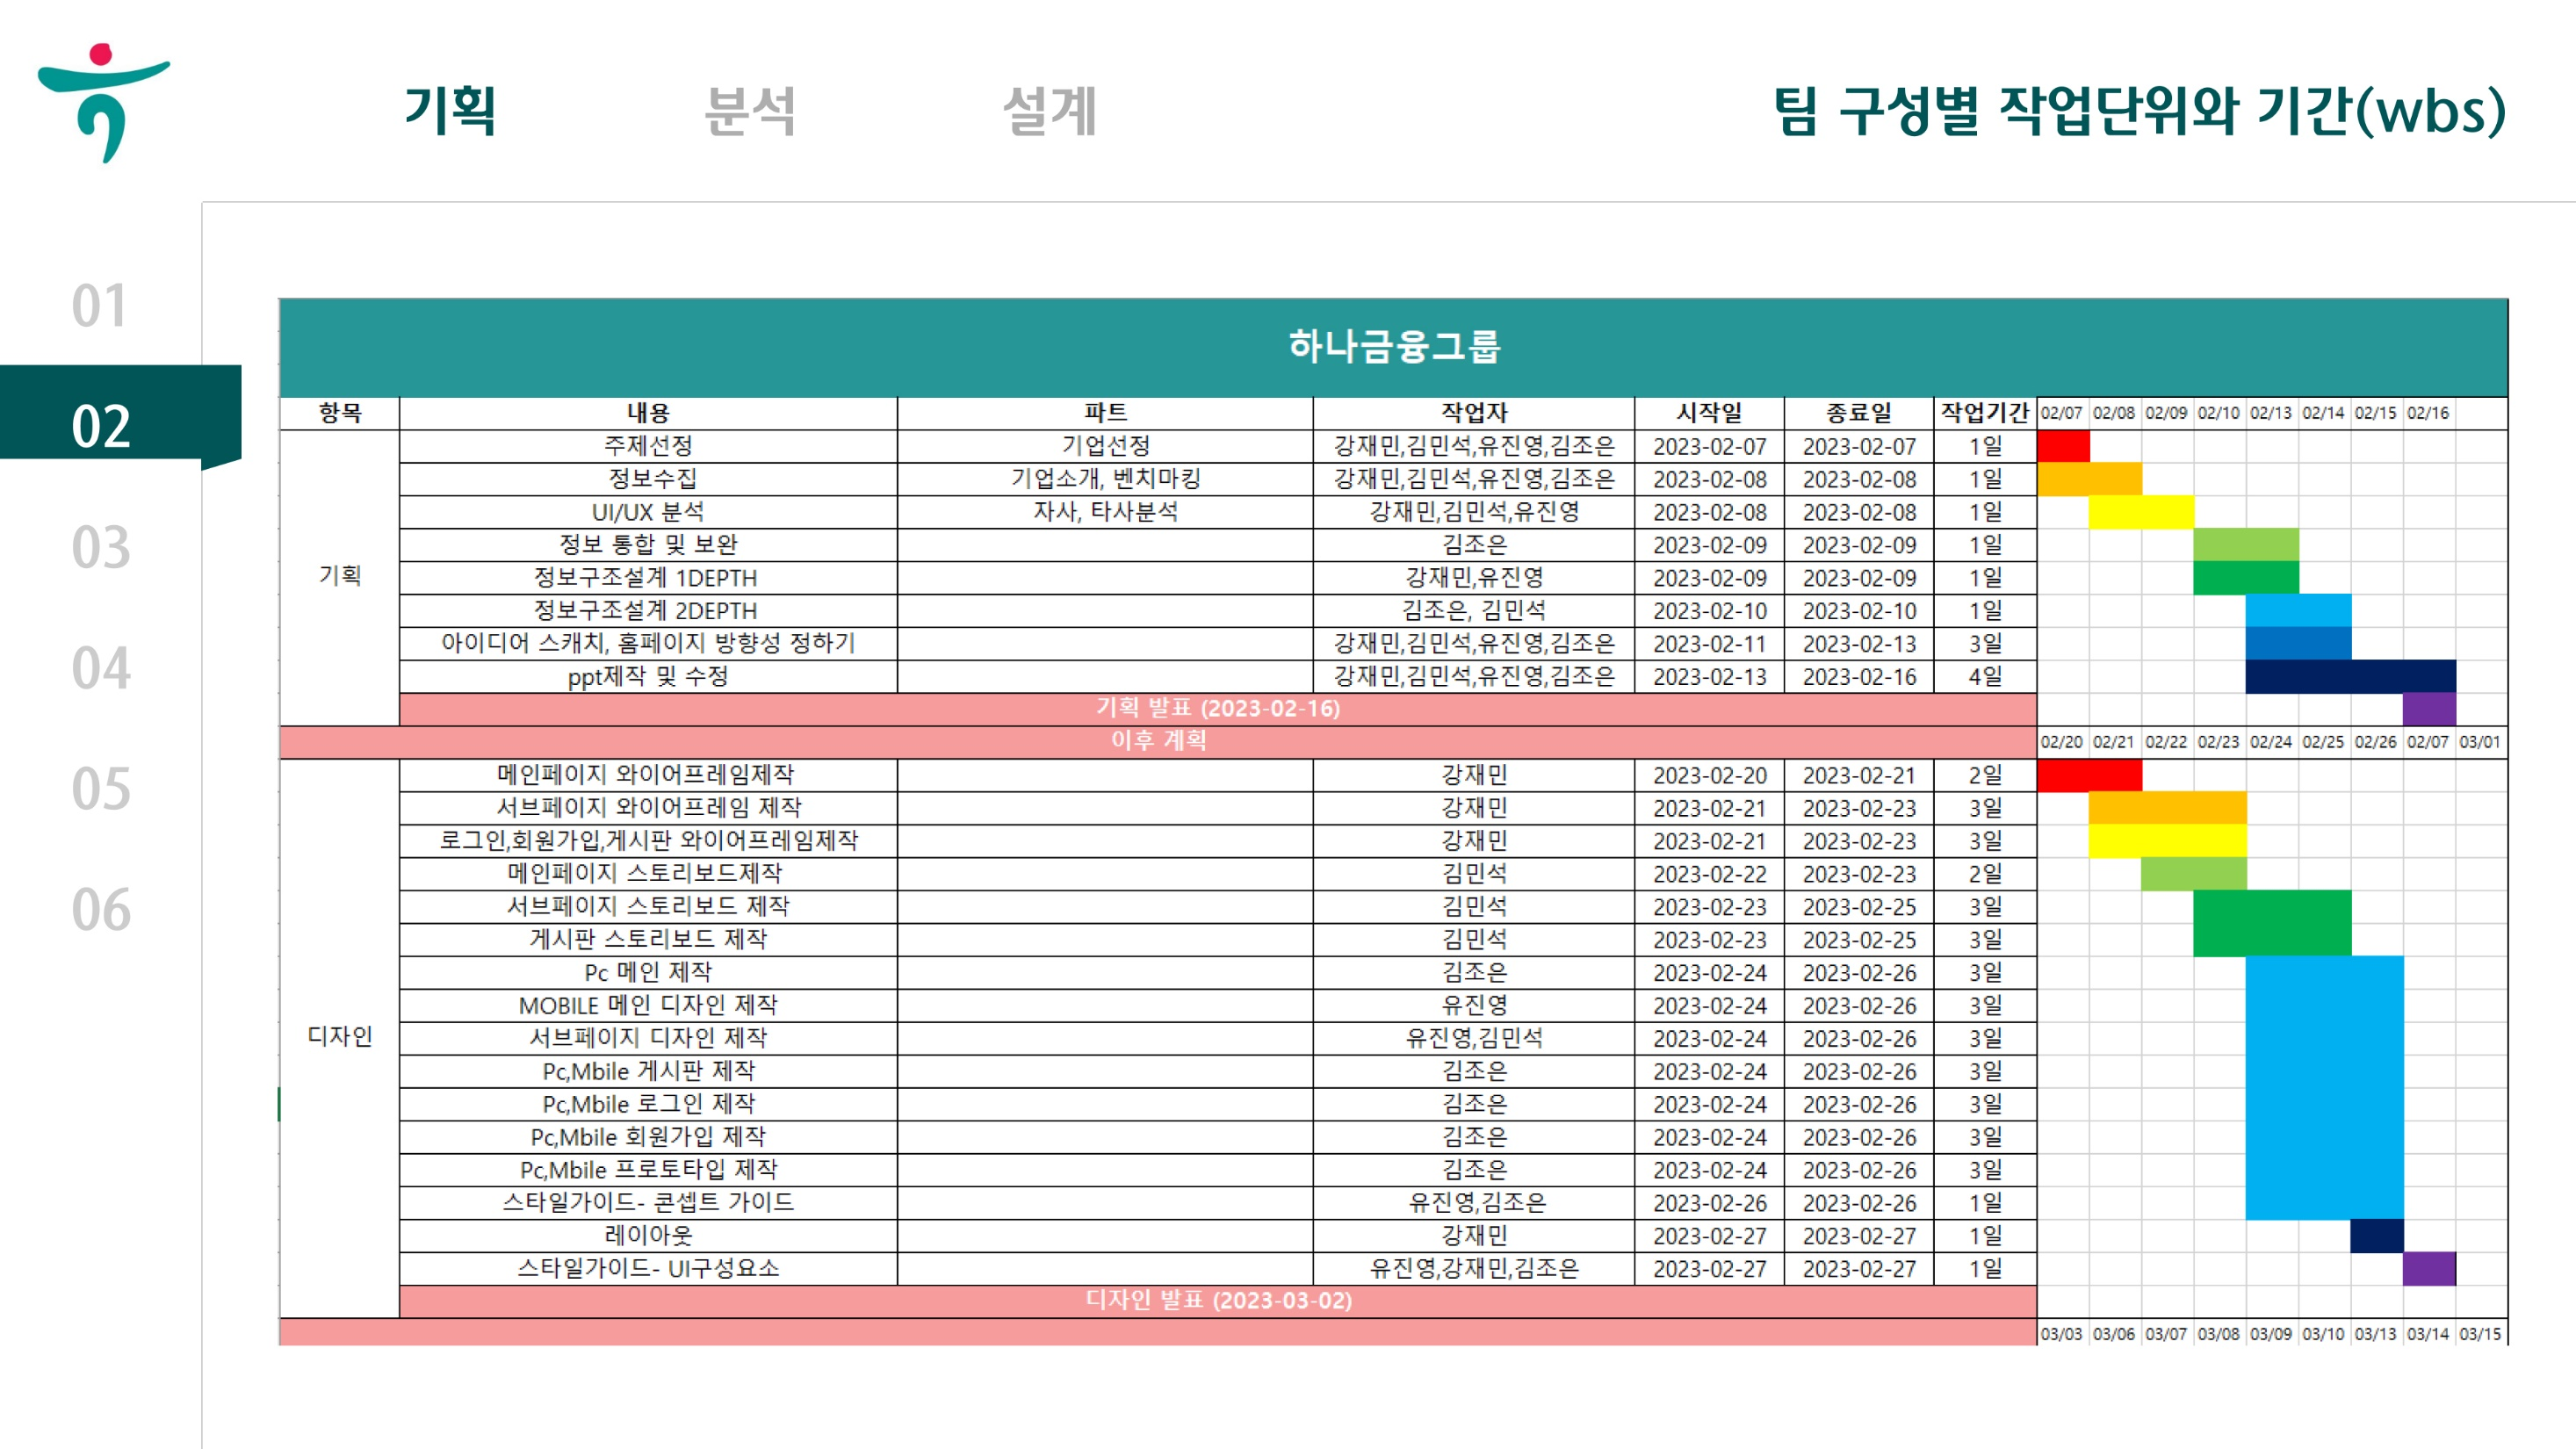 기획 분석 설계 팀 구성별 작업단위와 기간(wbs)
01
02
03
04
05
06
하나금융그룹
항목 내용 파트 작업자 시작일 종료일 작업기간 02/07 02/08 02/09 02/10 02/13 02/14 02/15 02/16
기획
주제선정 기업선정 강재민,김민석,유진영,김조은 2023-02-07 2023-02-07 1일
정보수집 기업소개, 벤치마킹 강재민,김민석,유진영,김조은 2023-02-08 2023-02-08 1일
UI/UX 분석 자사, 타사분석 강재민,김민석,유진영 2023-02-08 2023-02-08 1일
정보 통합 및 보완 김조은 2023-02-09 2023-02-09 1일
정보구조설계 1DEPTH 강재민,유진영 2023-02-09 2023-02-09 1일
정보구조설계 2DEPTH 김조은, 김민석 2023-02-10 2023-02-10 1일
아이디어 스캐치, 홈페이지 방향성 정하기 강재민,김민석,유진영,김조은 2023-02-11 2023-02-13 3일
ppt제작 및 수정 강재민,김민석,유진영,김조은 2023-02-13 2023-02-16 4일
기획 발표 (2023-02-16)
이후 계획 02/20 02/21 02/22 02/23 02/24 02/25 02/26 02/07 03/01
디자인
메인페이지 와이어프레임제작 강재민 2023-02-20 2023-02-21 2일
서브페이지 와이어프레임 제작 강재민 2023-02-21 2023-02-23 3일
로그인,회원가입,게시판 와이어프레임제작 강재민 2023-02-21 2023-02-23 3일
메인페이지 스토리보드제작 김민석 2023-02-22 2023-02-23 2일
서브페이지 스토리보드 제작 김민석 2023-02-23 2023-02-25 3일
게시판 스토리보드 제작 김민석 2023-02-23 2023-02-25 3일
Pc 메인 제작 김조은 2023-02-24 2023-02-26 3일
MOBILE 메인 디자인 제작 유진영 2023-02-24 2023-02-26 3일
서브페이지 디자인 제작 유진영,김민석 2023-02-24 2023-02-26 3일
Pc,Mbile 게시판 제작 김조은 2023-02-24 2023-02-26 3일
Pc,Mbile 로그인 제작 김조은 2023-02-24 2023-02-26 3일
Pc,Mbile 회원가입 제작 김조은 2023-02-24 2023-02-26 3일
Pc,Mbile 프로토타입 제작 김조은 2023-02-24 2023-02-26 3일
스타일가이드- 콘셉트 가이드 유진영,김조은 2023-02-26 2023-02-26 1일
레이아웃 강재민 2023-02-27 2023-02-27 1일
스타일가이드- UI구성요소 유진영,강재민,김조은 2023-02-27 2023-02-27 1일
디자인 발표 (2023-03-02)
03/03 03/06 03/07 03/08 03/09 03/10 03/13 03/14 03/15